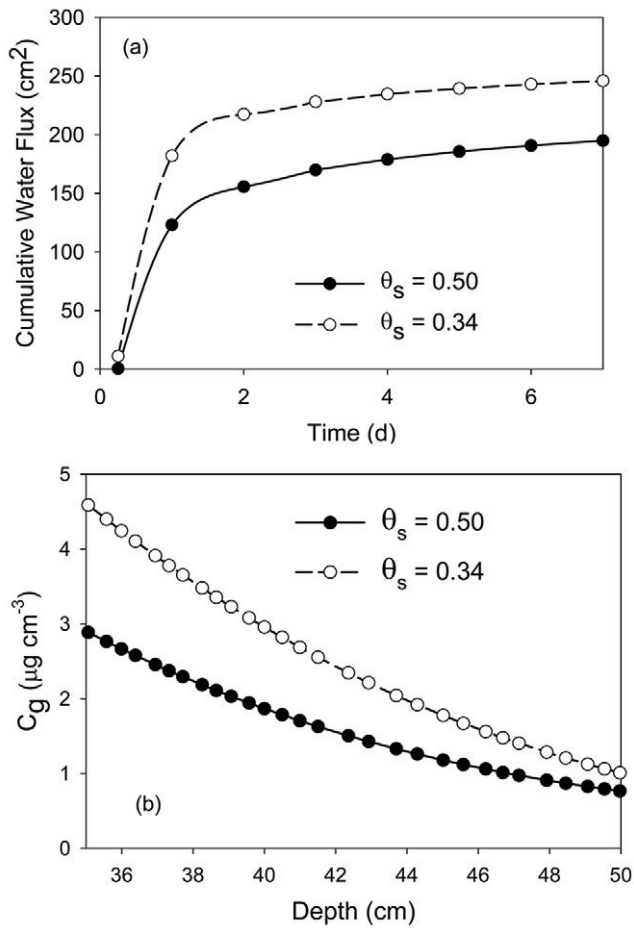 (a)
Cumulative Water Flux (cm²)
300
250
200
150
100
50
0
θs = 0.50
θs = 0.34
0 2 4 6
Time (d)
(b)
Cg (µg cm⁻³)
5
4
3
2
1
0
θs = 0.50
θs = 0.34
36 38 40 42 44 46 48 50
Depth (cm)